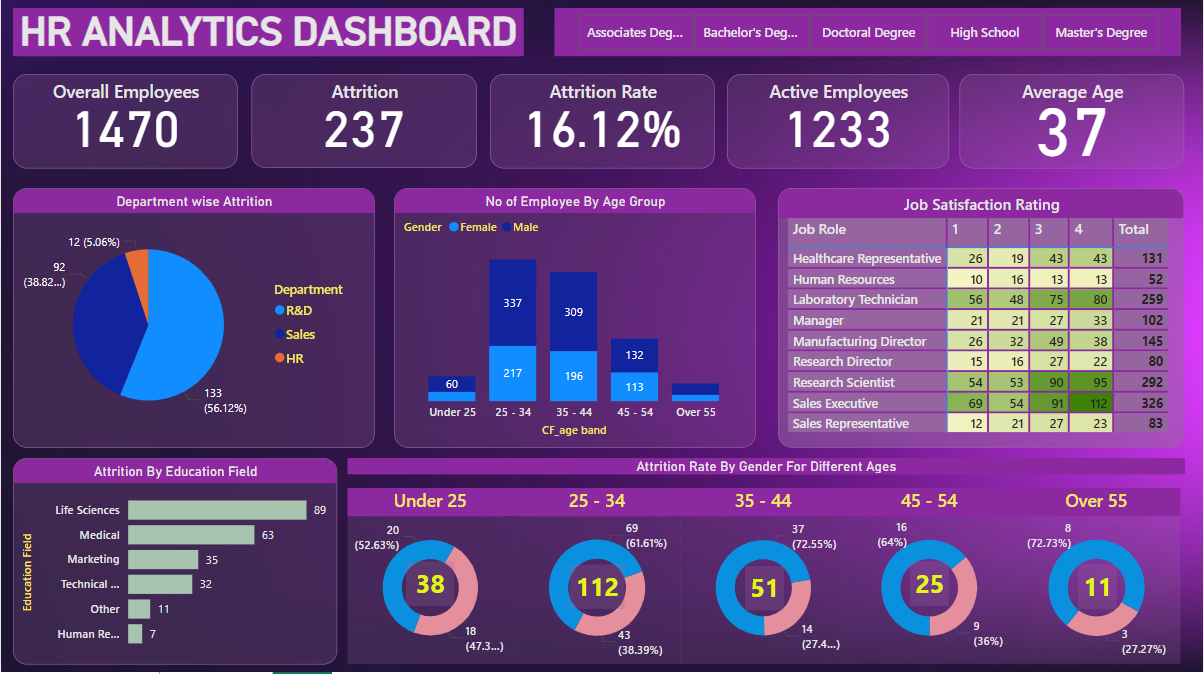 HR ANALYTICS DASHBOARD
Associates Deg... Bachelor's Deg... Doctoral Degree High School Master's Degree
Overall Employees
1470
Attrition
237
Attrition Rate
16.12%
Active Employees
1233
Average Age
37
Department wise Attrition
12 (5.06%)
92
(38.82...)
133
(56.12%)
Department
R&D
Sales
HR
No of Employee By Age Group
Gender Female Male
60
337
217
309
196
132
113
Under 25 25 - 34 35 - 44 45 - 54 Over 55
CF_age band
Job Satisfaction Rating
Job Role 1 2 3 4 Total
Healthcare Representative 26 19 43 43 131
Human Resources 10 16 13 13 52
Laboratory Technician 56 48 75 80 259
Manager 21 21 27 33 102
Manufacturing Director 26 32 49 38 145
Research Director 15 16 27 22 80
Research Scientist 54 53 90 95 292
Sales Executive 69 54 91 112 326
Sales Representative 12 21 27 23 83
Attrition By Education Field
Education Field
Life Sciences 89
Medical 63
Marketing 35
Technical ... 32
Other 11
Human Re... 7
Attrition Rate By Gender For Different Ages
Under 25
20
(52.63%)
38
18
(47.3...)
25 - 34
69
(61.61%)
112
43
(38.39%)
35 - 44
37
(72.55%)
51
14
(27.4...)
45 - 54
16
(64%)
25
9
(36%)
Over 55
8
(72.73%)
11
3
(27.27%)